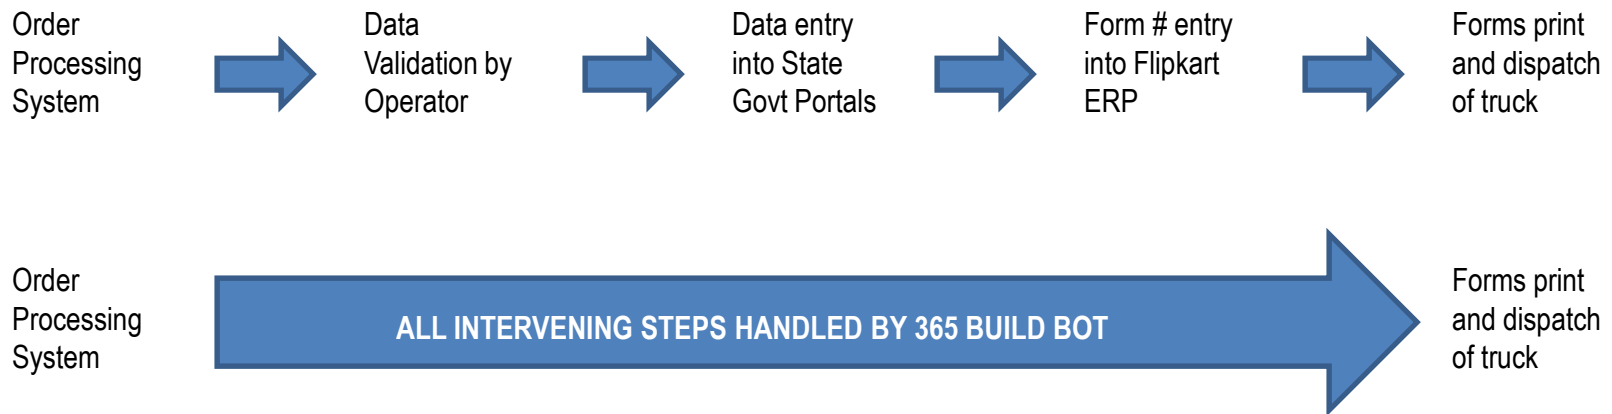 Order
Processing
System
Data
Validation by
Operator
Data entry
into State
Govt Portals
Form # entry
into Flipkart
ERP
Forms print
and dispatch
of truck
Order
Processing
System
ALL INTERVENING STEPS HANDLED BY 365 BUILD BOT
Forms print
and dispatch
of truck